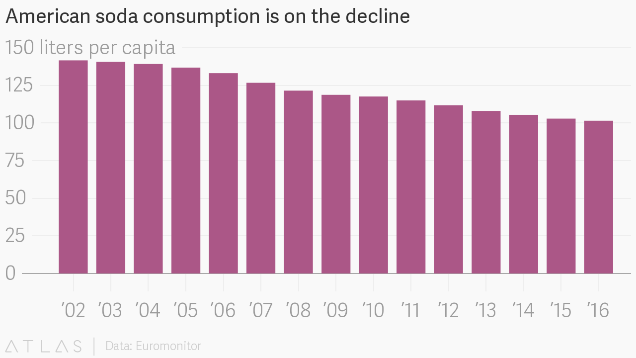 American soda consumption is on the decline
150 liters per capita
125
100
75
50
25
0
’02 ’03 ’04 ’05 ’06 ’07 ’08 ’09 ’10 ’11 ’12 ’13 ’14 ’15 ’16
ATLAS Data: Euromonitor